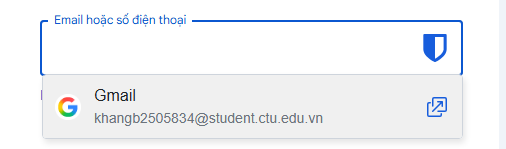 Email hoặc số điện thoại
Gmail
khangb2505834@student.ctu.edu.vn